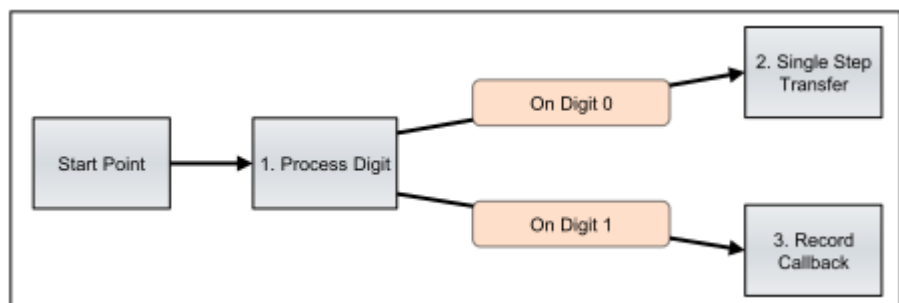 Start Point
1. Process Digit
On Digit 0
2. Single Step
Transfer
On Digit 1
3. Record
Callback